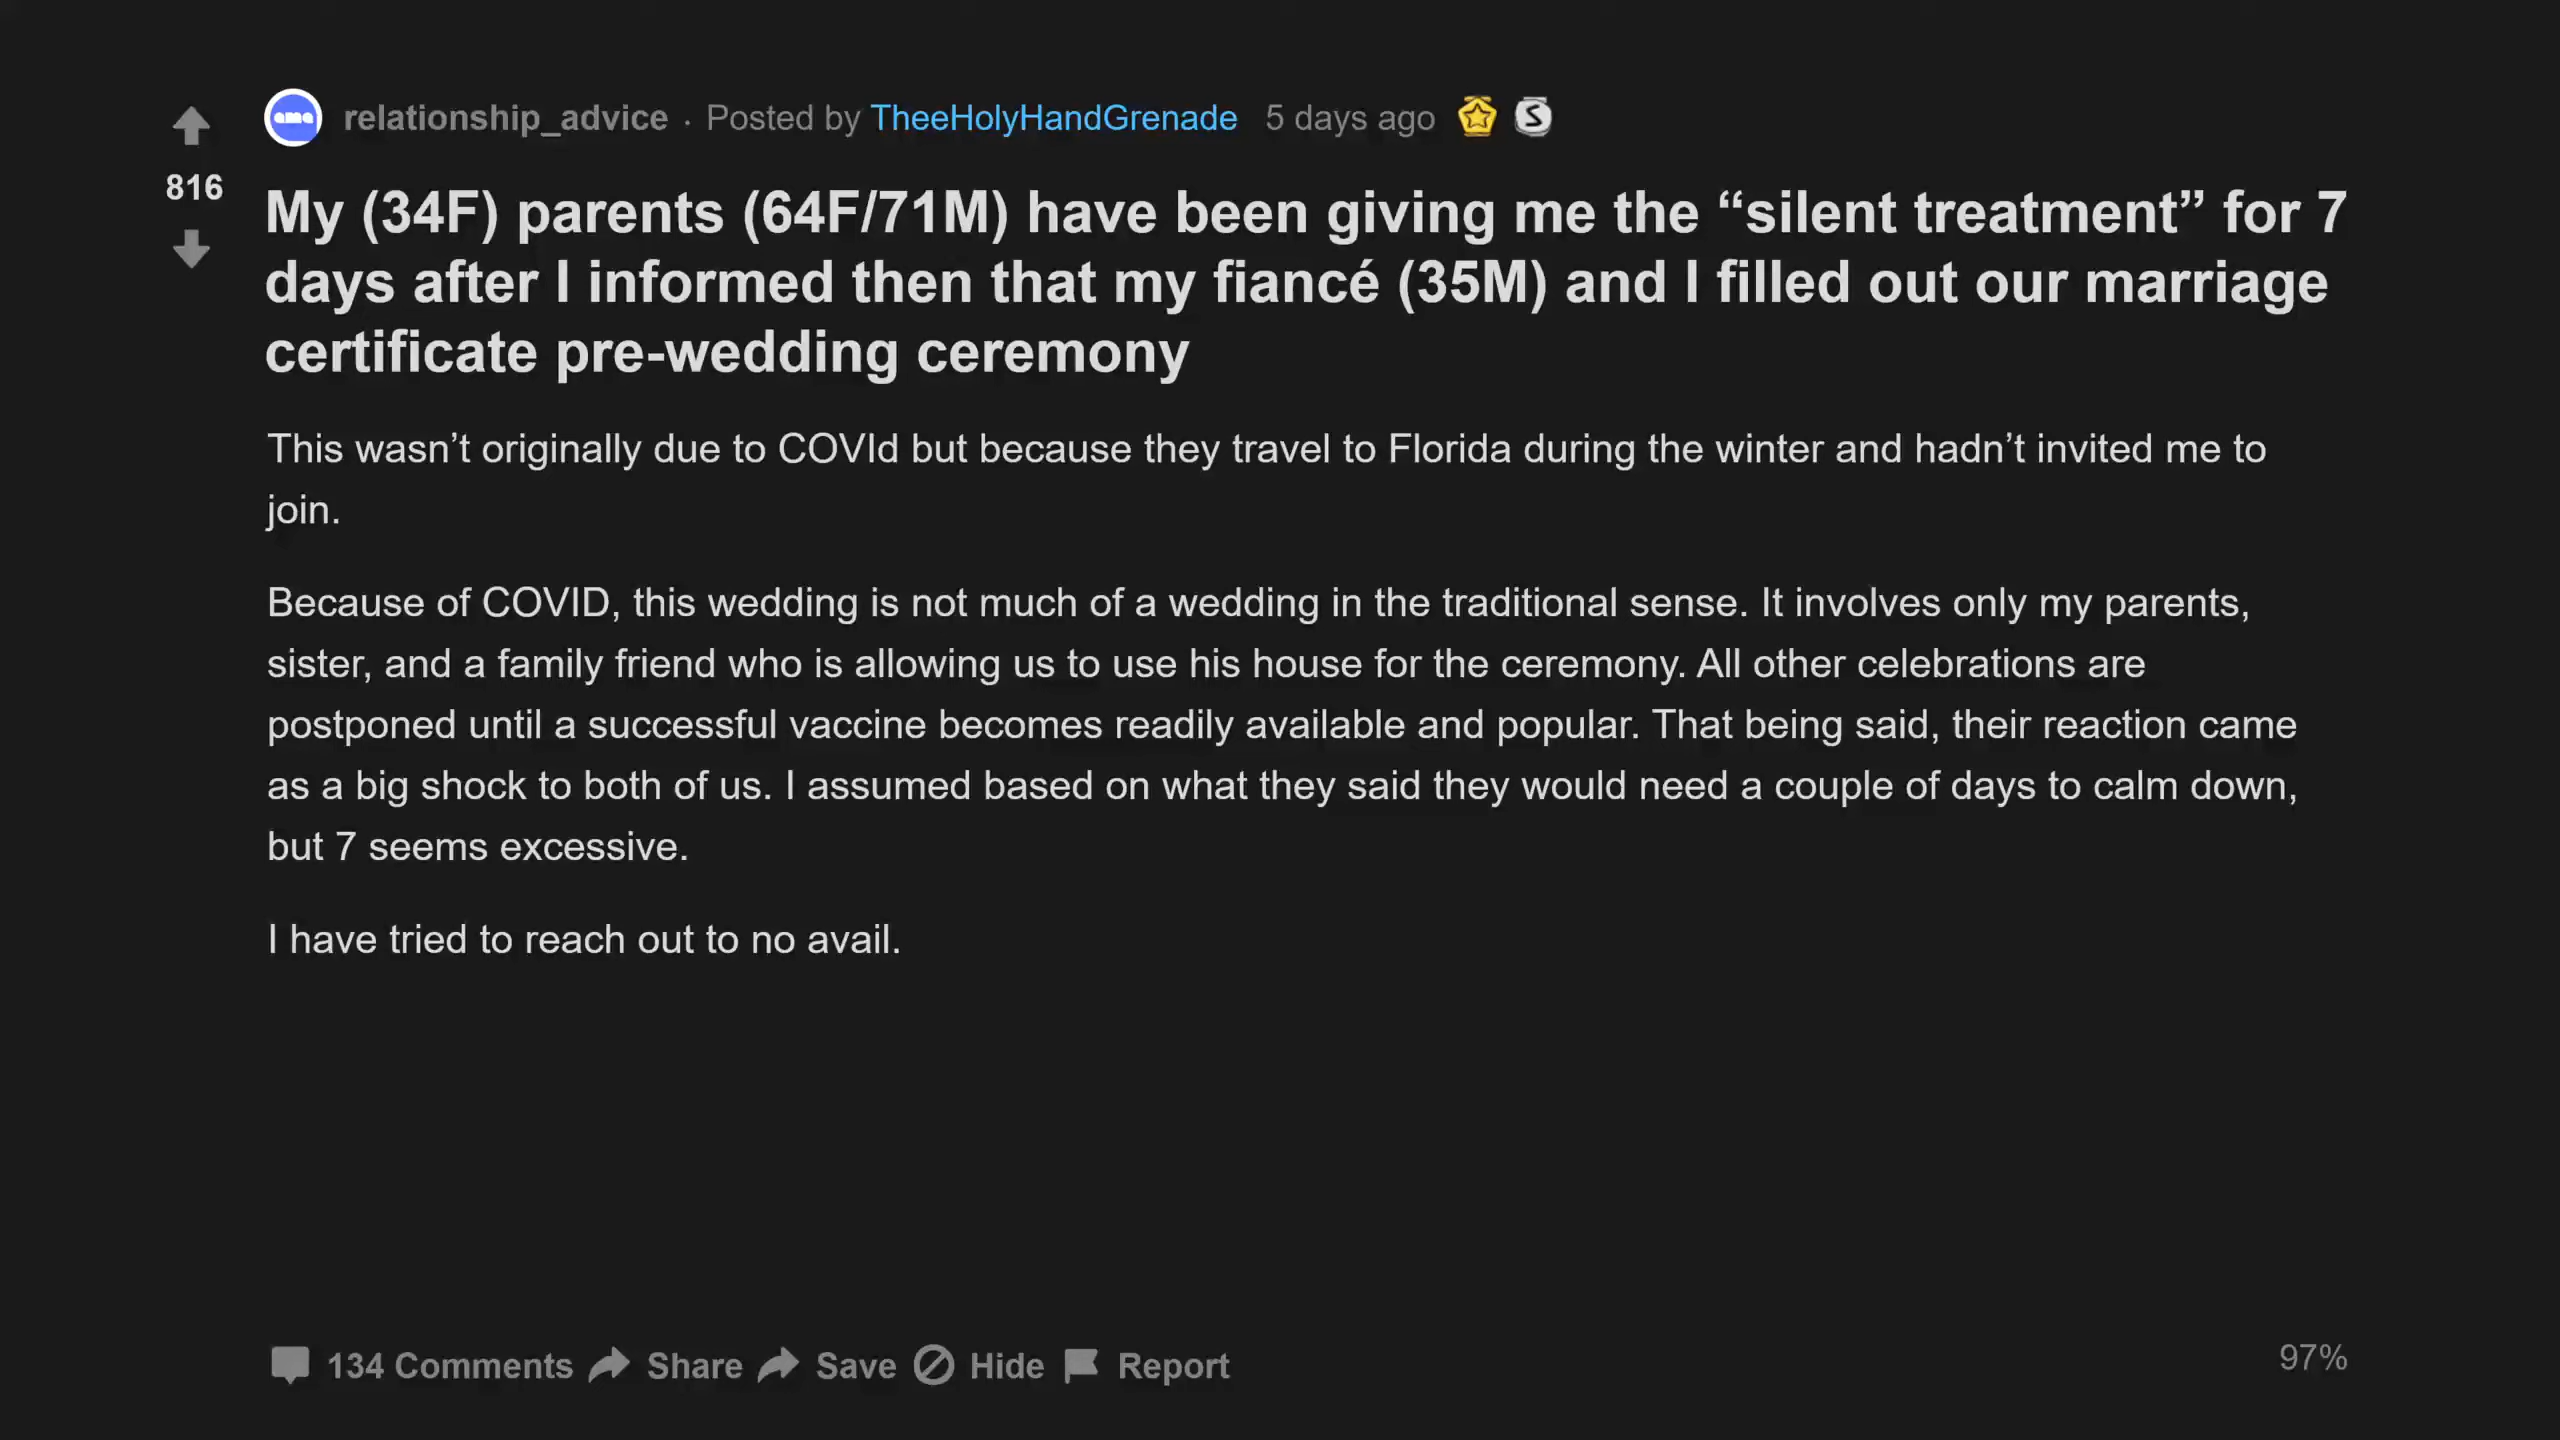 ama relationship_advice · Posted by TheeHolyHandGrenade 5 days ago S
816
My (34F) parents (64F/71M) have been giving me the “silent treatment” for 7
days after I informed then that my fiancé (35M) and I filled out our marriage
certificate pre-wedding ceremony
This wasn’t originally due to COVId but because they travel to Florida during the winter and hadn’t invited me to
join.
Because of COVID, this wedding is not much of a wedding in the traditional sense. It involves only my parents,
sister, and a family friend who is allowing us to use his house for the ceremony. All other celebrations are
postponed until a successful vaccine becomes readily available and popular. That being said, their reaction came
as a big shock to both of us. I assumed based on what they said they would need a couple of days to calm down,
but 7 seems excessive.
I have tried to reach out to no avail.
134 Comments Share Save Hide Report 97%